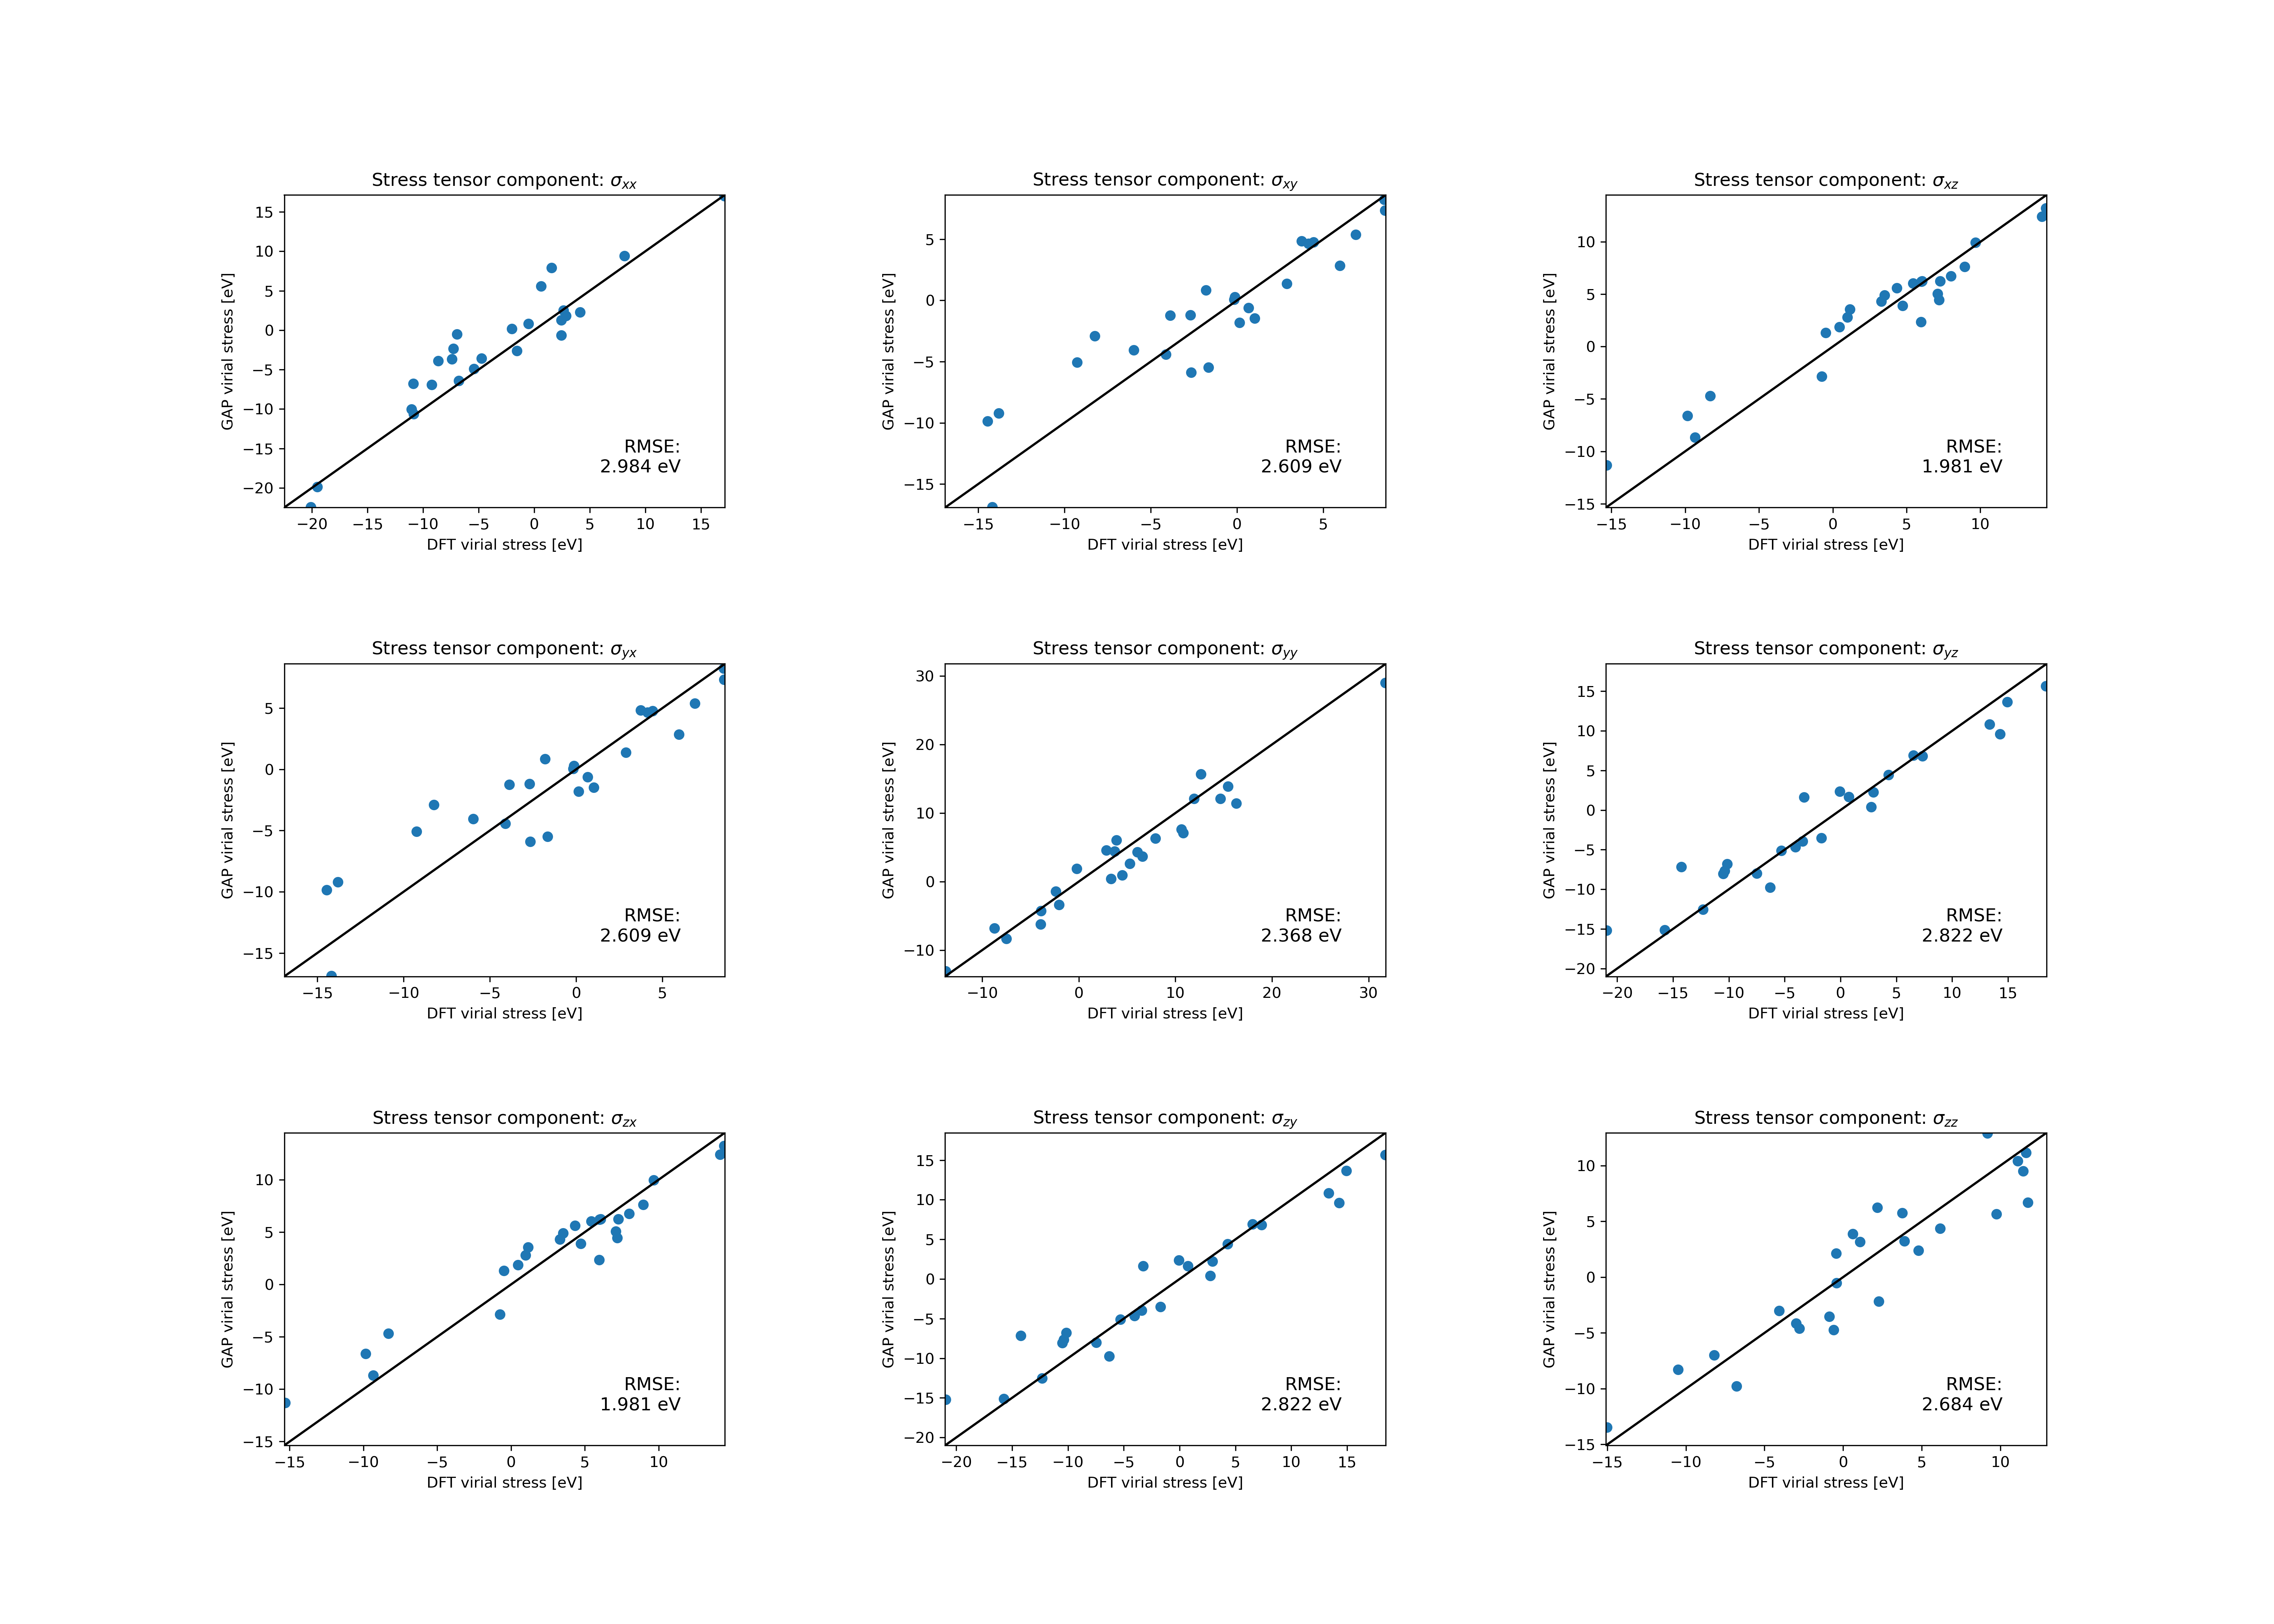 Stress tensor component: σxx
15
10
5
0
−5
−10
−15
−20
GAP virial stress [eV]
RMSE:
2.984 eV
−20 −15 −10 −5 0 5 10 15
DFT virial stress [eV]
Stress tensor component: σxy
5
0
−5
−10
−15
GAP virial stress [eV]
RMSE:
2.609 eV
−15 −10 −5 0 5
DFT virial stress [eV]
Stress tensor component: σxz
10
5
0
−5
−10
−15
GAP virial stress [eV]
RMSE:
1.981 eV
−15 −10 −5 0 5 10
DFT virial stress [eV]
Stress tensor component: σyx
5
0
−5
−10
−15
GAP virial stress [eV]
RMSE:
2.609 eV
−15 −10 −5 0 5
DFT virial stress [eV]
Stress tensor component: σyy
30
20
10
0
−10
GAP virial stress [eV]
RMSE:
2.368 eV
−10 0 10 20 30
DFT virial stress [eV]
Stress tensor component: σyz
15
10
5
0
−5
−10
−15
−20
GAP virial stress [eV]
RMSE:
2.822 eV
−20 −15 −10 −5 0 5 10 15
DFT virial stress [eV]
Stress tensor component: σzx
10
5
0
−5
−10
−15
GAP virial stress [eV]
RMSE:
1.981 eV
−15 −10 −5 0 5 10
DFT virial stress [eV]
Stress tensor component: σzy
15
10
5
0
−5
−10
−15
−20
GAP virial stress [eV]
RMSE:
2.822 eV
−20 −15 −10 −5 0 5 10 15
DFT virial stress [eV]
Stress tensor component: σzz
10
5
0
−5
−10
−15
GAP virial stress [eV]
RMSE:
2.684 eV
−15 −10 −5 0 5 10
DFT virial stress [eV]